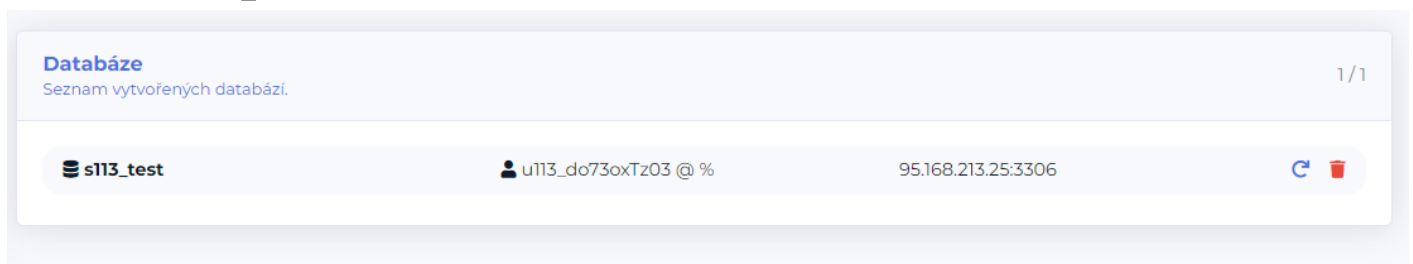 Databáze
Seznam vytvořených databází.
1 / 1
s113_test
u113_do73oxTz03 @ %
95.168.213.25:3306